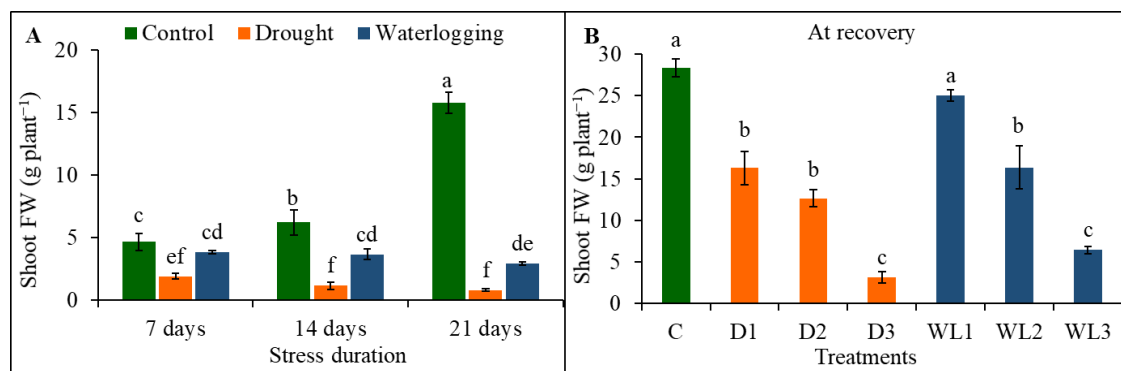 A
Control Drought Waterlogging
Shoot FW (g plant⁻¹)
20
15
10
5
0
a
b
c
cd
cd
ef
de
f
f
7 days 14 days 21 days
Stress duration
B
At recovery
Shoot FW (g plant⁻¹)
30
25
20
15
10
5
0
a
b
b
c
a
b
c
C D1 D2 D3 WL1 WL2 WL3
Treatments